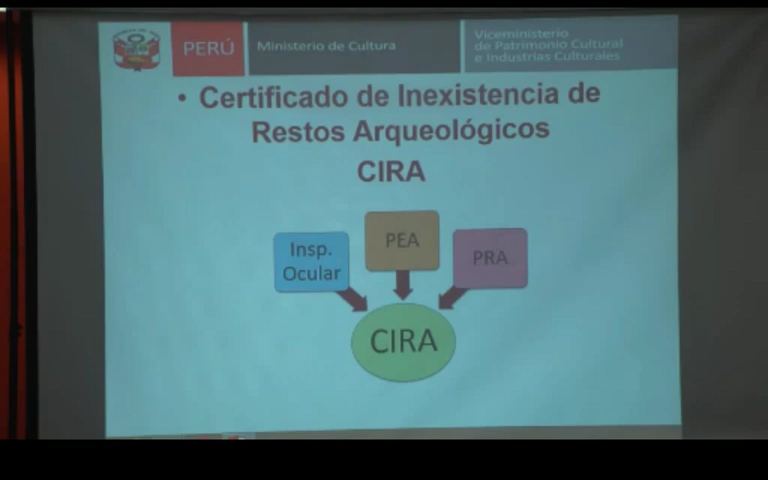 PERÚ
Ministerio de Cultura
Viceministerio
de Patrimonio Cultural
e Industrias Culturales
• Certificado de Inexistencia de
Restos Arqueológicos
CIRA
Insp.
Ocular
PEA
PRA
CIRA